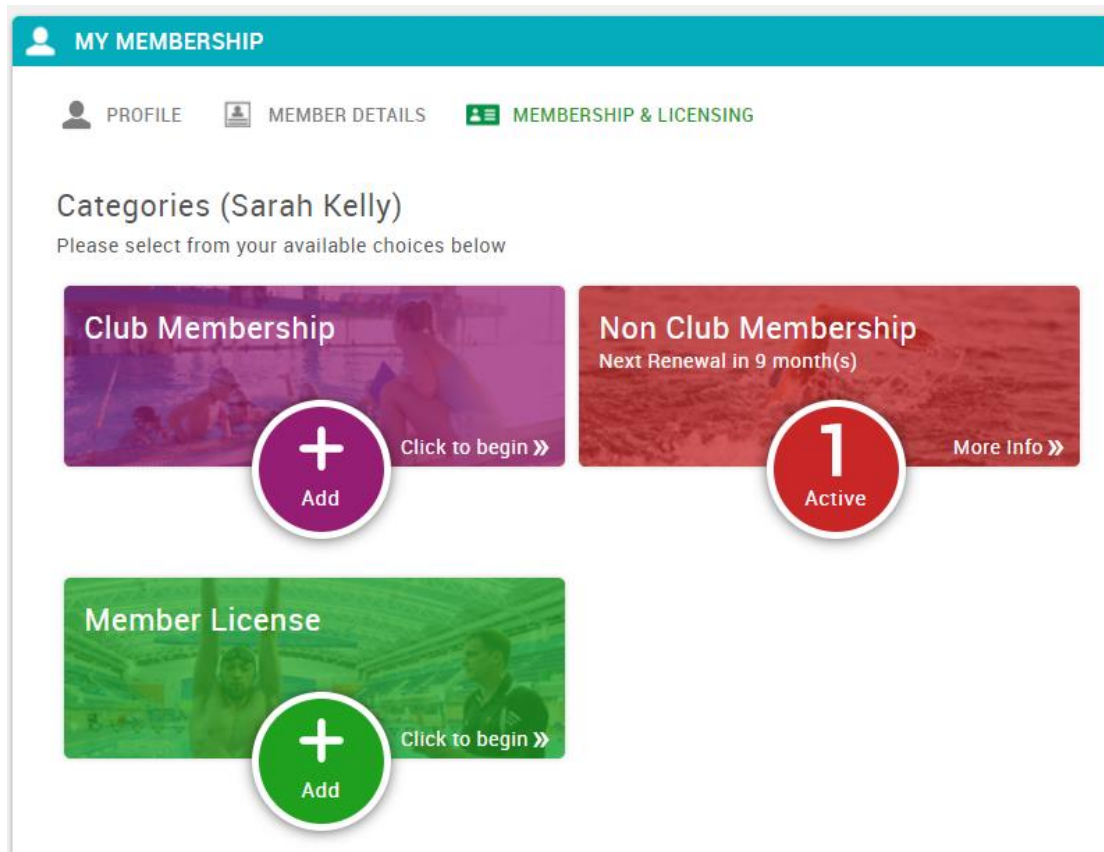 MY MEMBERSHIP
PROFILE MEMBER DETAILS MEMBERSHIP & LICENSING
Categories (Sarah Kelly)
Please select from your available choices below
Club Membership
Click to begin »
+
Add
Non Club Membership
Next Renewal in 9 month(s)
More Info »
1
Active
Member License
Click to begin »
+
Add